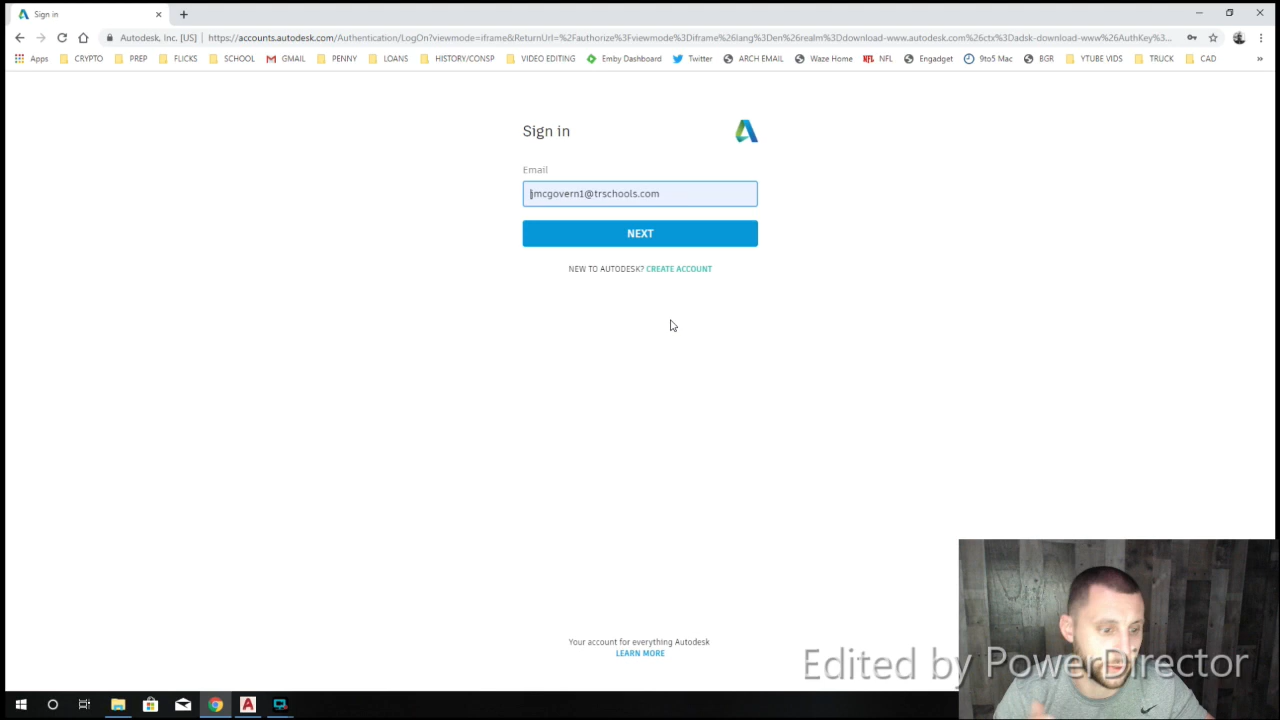 Sign in
Autodesk, Inc. [US] https://accounts.autodesk.com/Authentication/LogOn?viewmode=iframe&ReturnUrl=%2Fauthorize%3Fviewmode%3Diframe%26lang%3Den%26realm%3Ddownload-www.autodesk.com%26ctx%3Dadsk-download-www%26AuthKey%3...
Apps CRYPTO PREP FLICKS SCHOOL GMAIL PENNY LOANS HISTORY/CONSP VIDEO EDITING Emby Dashboard Twitter ARCH EMAIL Waze Home NFL Engadget 9to5 Mac BGR YTUBE VIDS TRUCK CAD »
Sign in
Email
mcgovern1@trschools.com
NEXT
NEW TO AUTODESK? CREATE ACCOUNT
Your account for everything Autodesk
LEARN MORE
Edited by PowerDirector